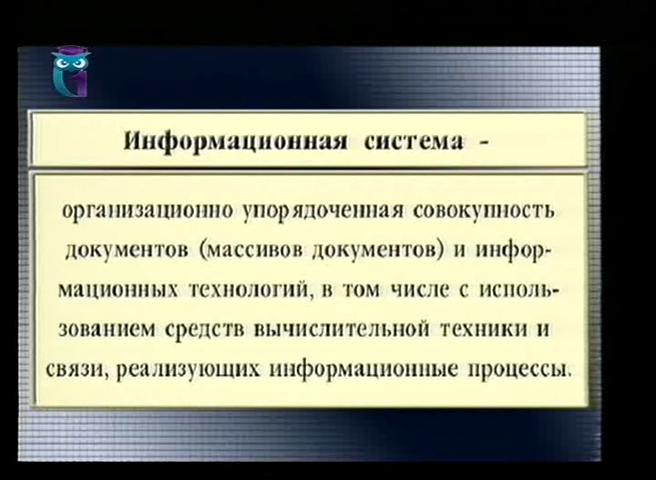 Информационная система -
организационно упорядоченная совокупность
документов (массивов документов) и инфор-
мационных технологий, в том числе с исполь-
зованием средств вычислительной техники и
связи, реализующих информационные процессы.